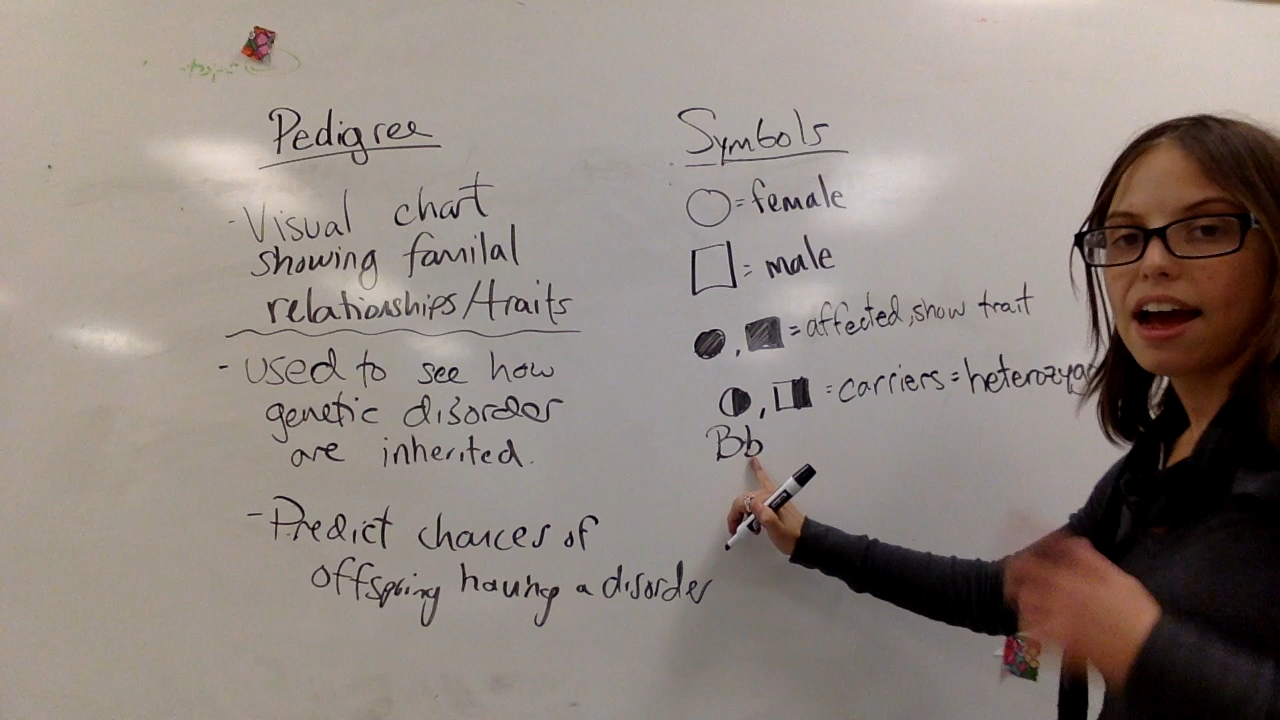 Pedigree
- Visual chart
showing familal
relationships/traits
- used to see how
genetic disorder
are inherited.
- Predict chances of
offspring having a disorder
Symbols
= female
= male
, = affected, show trait
, = carriers = heterozygo
Bb